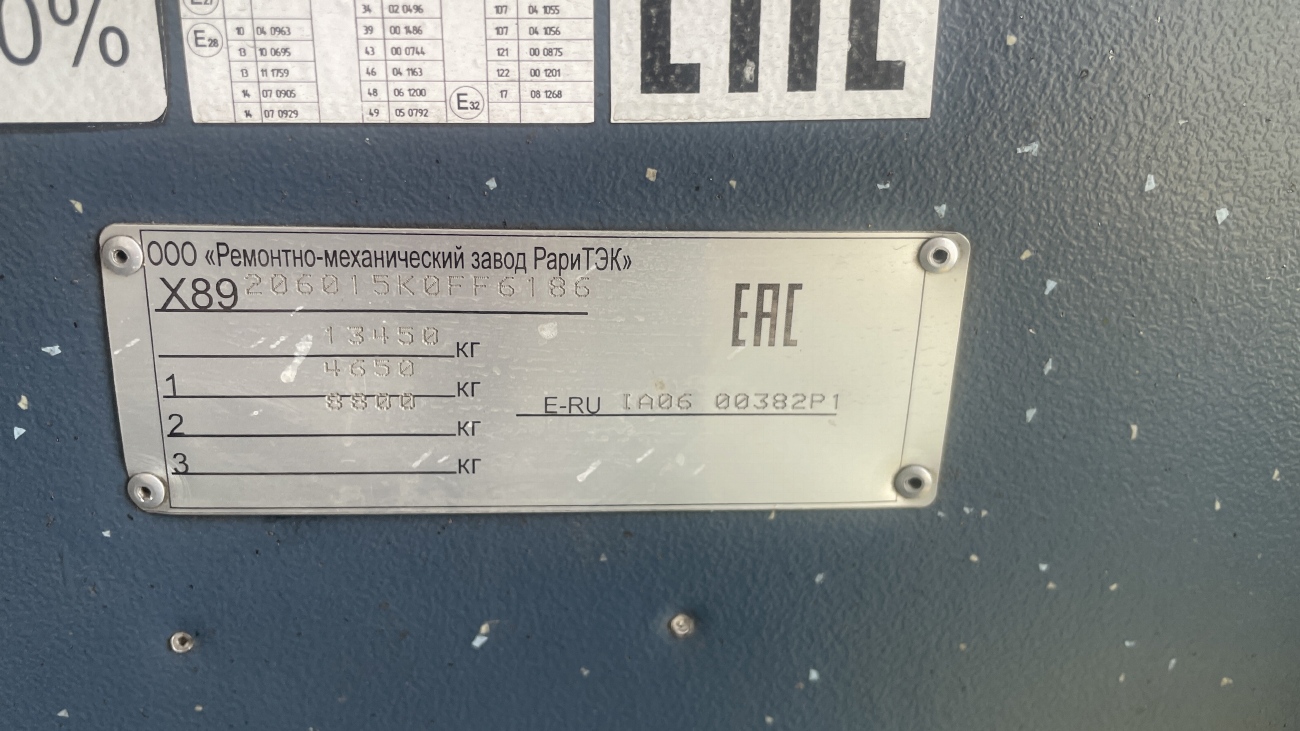 0%
E28
10 04 0963
13 10 0695
13 11 1759
14 07 0905
14 07 0929
34 02 0496
39 00 1486
43 00 0744
46 04 1163
48 06 1200
49 05 0792
E32
107 04 1055
107 04 1056
121 00 0875
122 00 1201
17 08 1268
ООО «Ремонтно-механический завод РариТЭК»
X89 206015K0FF6186
EAC
13450 кг
1 4650 кг
2 8800 кг
E-RU IA06 00382P1
3 кг